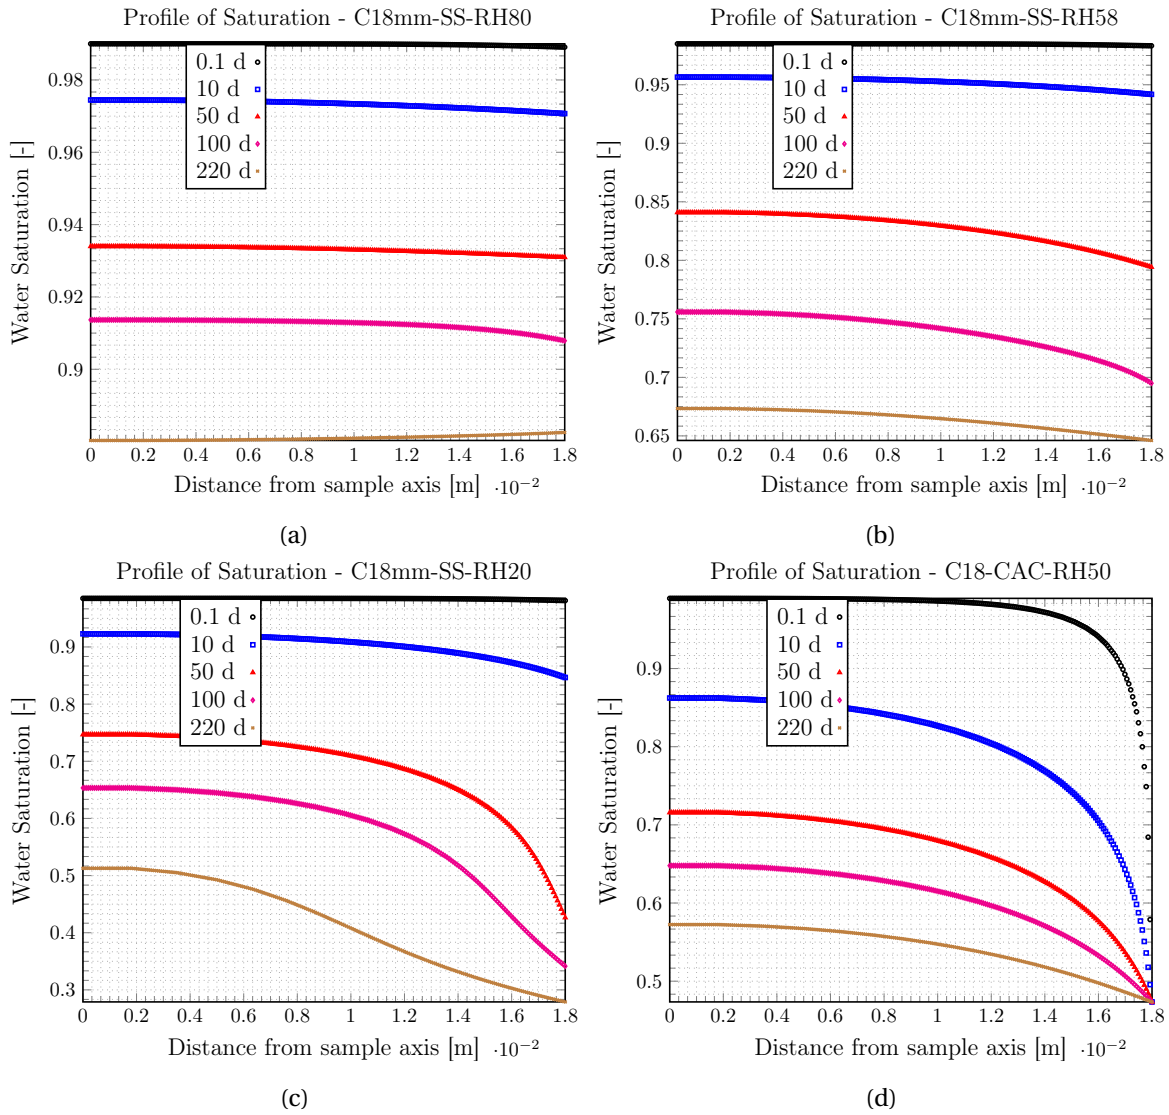 Profile of Saturation - C18mm-SS-RH80
0.98
0.96
0.94
0.92
0.9
Water Saturation [-]
0.1 d
10 d
50 d
100 d
220 d
0 0.2 0.4 0.6 0.8 1 1.2 1.4 1.6 1.8
Distance from sample axis [m] ·10⁻²
(a)
Profile of Saturation - C18mm-SS-RH58
0.95
0.9
0.85
0.8
0.75
0.7
0.65
Water Saturation [-]
0.1 d
10 d
50 d
100 d
220 d
0 0.2 0.4 0.6 0.8 1 1.2 1.4 1.6 1.8
Distance from sample axis [m] ·10⁻²
(b)
Profile of Saturation - C18mm-SS-RH20
0.9
0.8
0.7
0.6
0.5
0.4
0.3
Water Saturation [-]
0.1 d
10 d
50 d
100 d
220 d
0 0.2 0.4 0.6 0.8 1 1.2 1.4 1.6 1.8
Distance from sample axis [m] ·10⁻²
(c)
Profile of Saturation - C18-CAC-RH50
0.9
0.8
0.7
0.6
0.5
Water Saturation [-]
0.1 d
10 d
50 d
100 d
220 d
0 0.2 0.4 0.6 0.8 1 1.2 1.4 1.6 1.8
Distance from sample axis [m] ·10⁻²
(d)